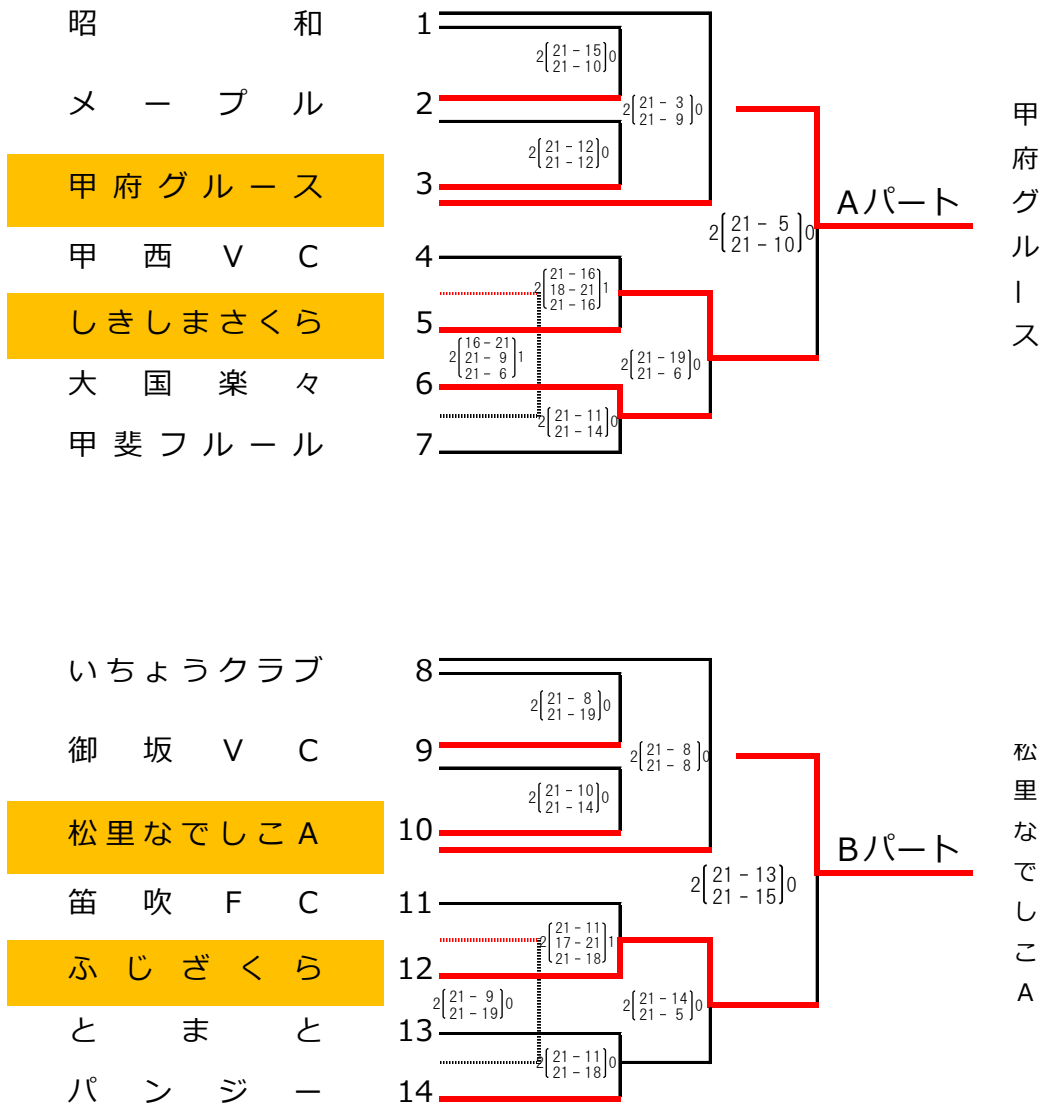 昭和 1
2 21 - 15 0
21 - 10
メープル 2
2 21 - 3 0
21 - 9
2 21 - 12 0
21 - 12
甲府グルース 3
Aパート
甲府グルース
2 21 - 5 0
21 - 10
甲西VC 4
2 21 - 16 1
18 - 21
21 - 16
しきしまさくら 5
2 16 - 21 1
21 - 9
21 - 6
2 21 - 19 0
21 - 6
大国楽々 6
2 21 - 11 0
21 - 14
甲斐フルール 7
いちょうクラブ 8
2 21 - 8 0
21 - 19
御坂VC 9
2 21 - 8 0
21 - 8
2 21 - 10 0
21 - 14
松里なでしこA 10
Bパート
松里なでしこA
2 21 - 13 0
21 - 15
笛吹FC 11
2 21 - 11 1
17 - 21
21 - 18
ふじざくら 12
2 21 - 9 0
21 - 19
2 21 - 14 0
21 - 5
とまと 13
2 21 - 11 0
21 - 18
パンジー 14